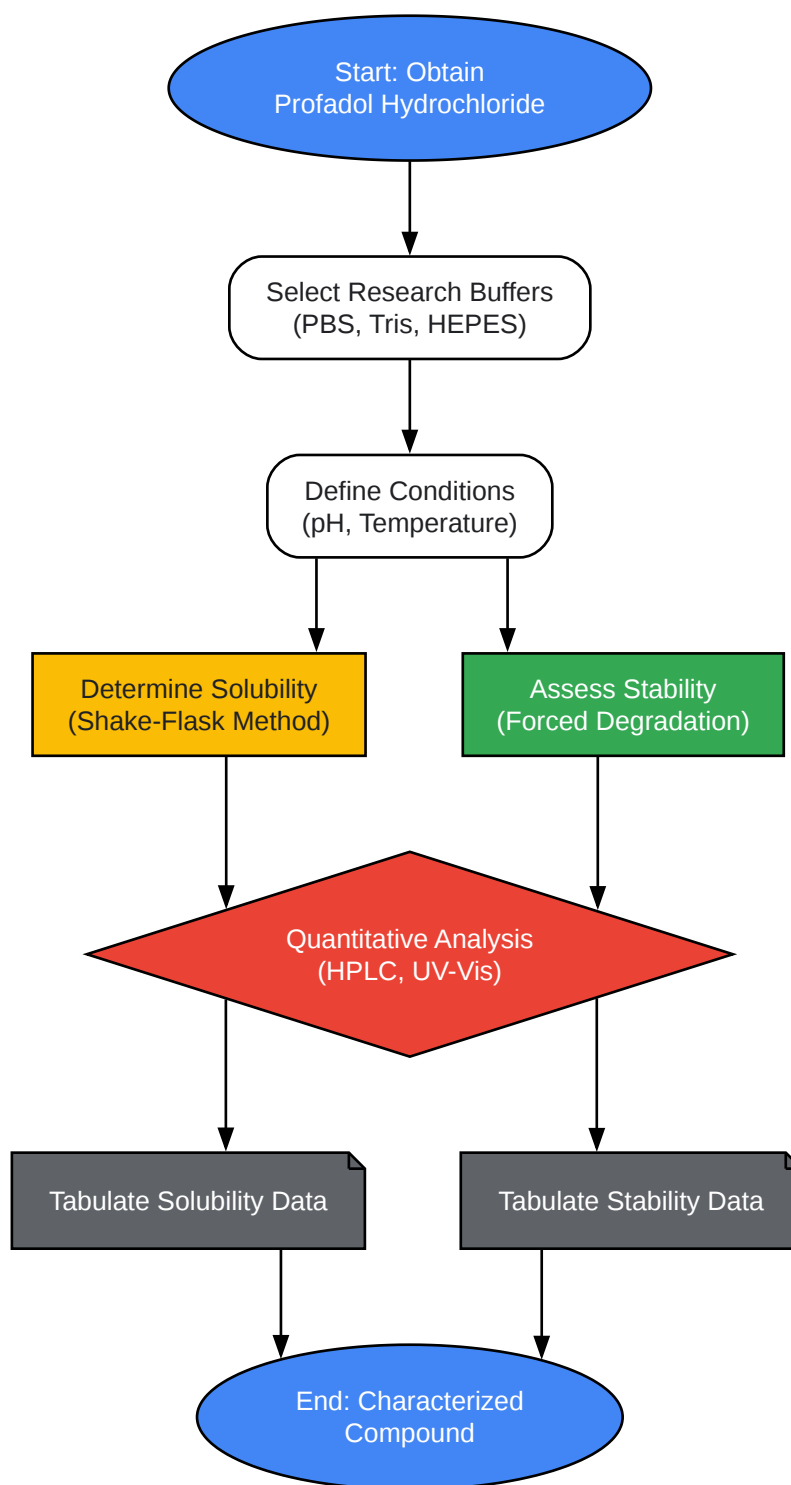 Start: Obtain
Profadol Hydrochloride
Select Research Buffers
(PBS, Tris, HEPES)
Define Conditions
(pH, Temperature)
Determine Solubility
(Shake-Flask Method)
Assess Stability
(Forced Degradation)
Quantitative Analysis
(HPLC, UV-Vis)
Tabulate Solubility Data
Tabulate Stability Data
End: Characterized
Compound